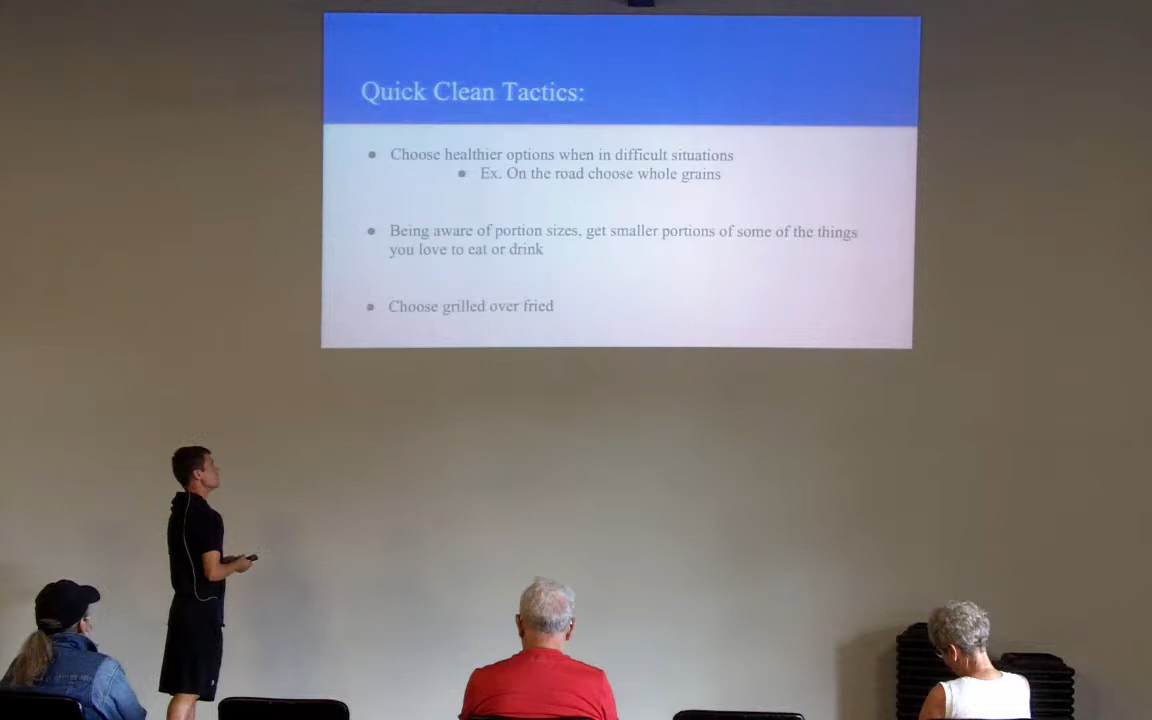 Quick Clean Tactics:
Choose healthier options when in difficult situations
Ex. On the road choose whole grains
Being aware of portion sizes, get smaller portions of some of the things
you love to eat or drink
Choose grilled over fried